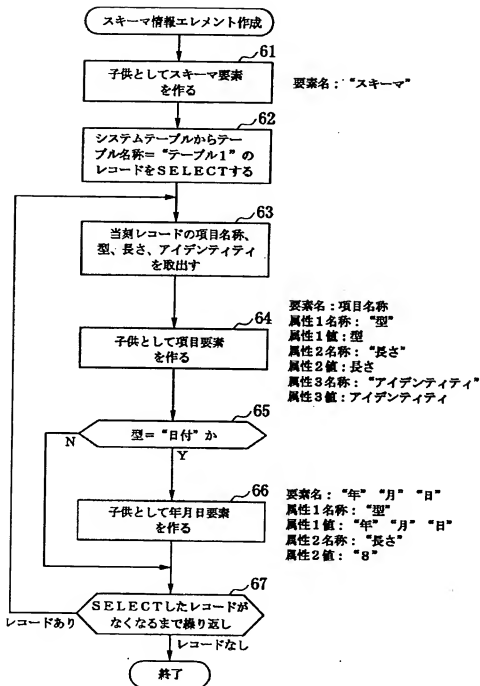 スキーマ情報エレメント作成
61
子供としてスキーマ要素
を作る
要素名:“スキーマ”
62
システムテーブルからテー
ブル名称=“テーブル1”の
レコードをSELECTする
63
当刻レコードの項目名称、
型、長さ、アイデンティティ
を取出す
64
子供として項目要素
を作る
要素名:項目名称
属性1名称:“型”
属性1値:型
属性2名称:“長さ”
属性2値:長さ
属性3名称:“アイデンティティ”
属性3値:アイデンティティ
65
型=“日付”か
N
Y
66
子供として年月日要素
を作る
要素名:“年”“月”“日”
属性1名称:“型”
属性1値:“年”“月”“日”
属性2名称:“長さ”
属性2値:“8”
67
SELECTしたレコードが
なくなるまで繰り返し
レコードあり
レコードなし
終了